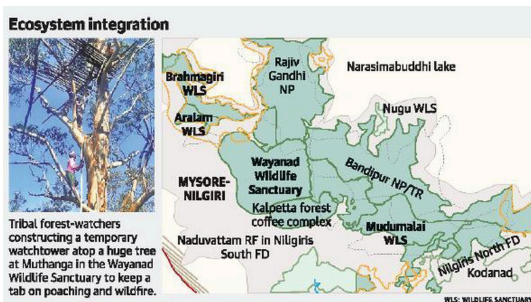 Ecosystem integration
Brahmagiri
WLS
Aralam
WLS
Rajiv
Gandhi
NP
Narasimabuddhi lake
Nugu WLS
MYSORE-
NILGIRI
Wayanad
Wildlife
Sanctuary
Bandipur NP/TR
Kalpetta forest
coffee complex
Mudumalai
WLS
Naduvattam RF in Niligiris
South FD
Nilgiris North FD
Kodanad
Tribal forest-watchers
constructing a temporary
watchtower atop a huge tree
at Muthanga in the Wayanad
Wildlife Sanctuary to keep a
tab on poaching and wildfire.
WLS: WILDLIFE SANCTUARY